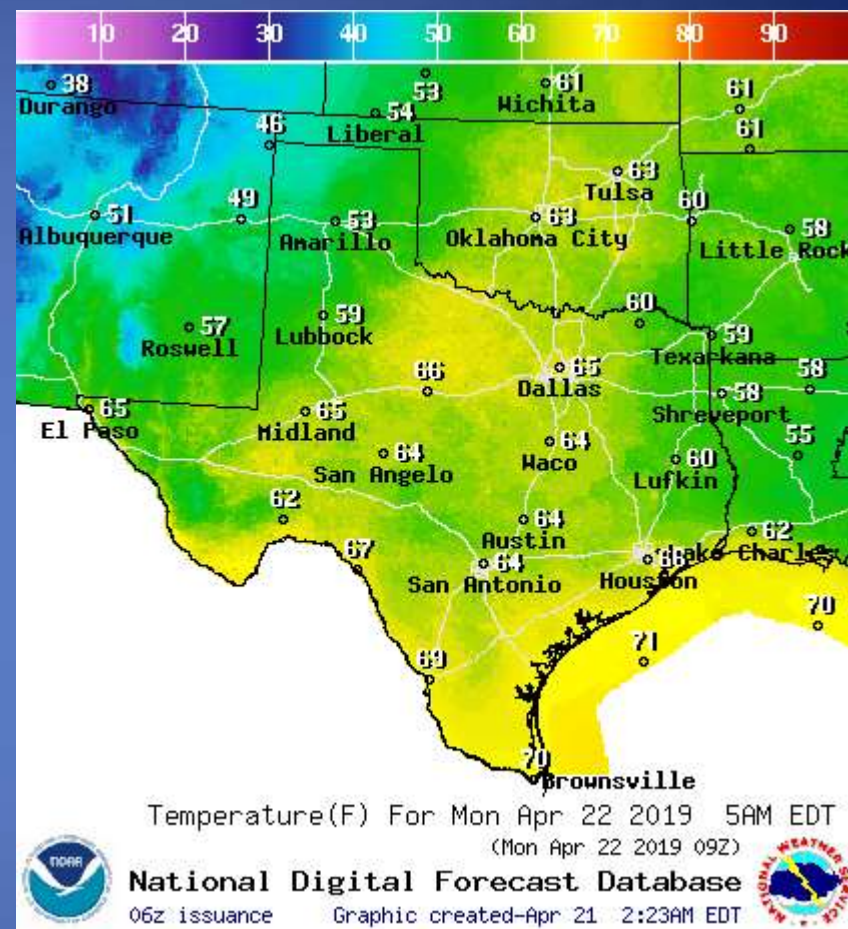 10 20 30 40 50 60 70 80 90
38 53 61 61
Durango Wichita
54
Liberal
46 61
63
Tulsa
51 49 53 63 60 58
Albuquerque Amarillo Oklahoma City Little Rock
57 59 60 59
Roswell Lubbock Texarkana
66 65 58 58
Dallas Shreveport
65 65
El Paso Midland
64 64 60 55
San Angelo Waco Lufkin
62 64 62
Austin Lake Charles
67 64 68
San Antonio Houston
69 71 70
70
Brownsville
Temperature(F) For Mon Apr 22 2019 5AM EDT
(Mon Apr 22 2019 09Z)
NOAA
NATIONAL WEATHER SERVICE
National Digital Forecast Database
06z issuance Graphic created-Apr 21 2:23AM EDT